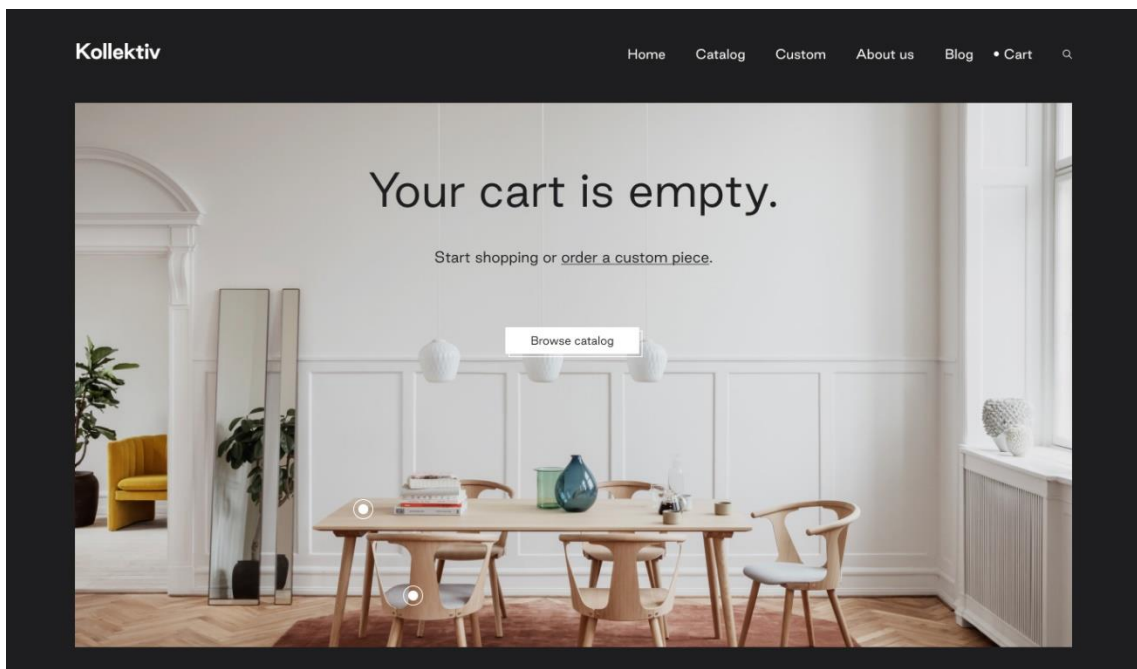 Kollektiv
Home Catalog Custom About us Blog • Cart
Your cart is empty.
Start shopping or order a custom piece.
Browse catalog